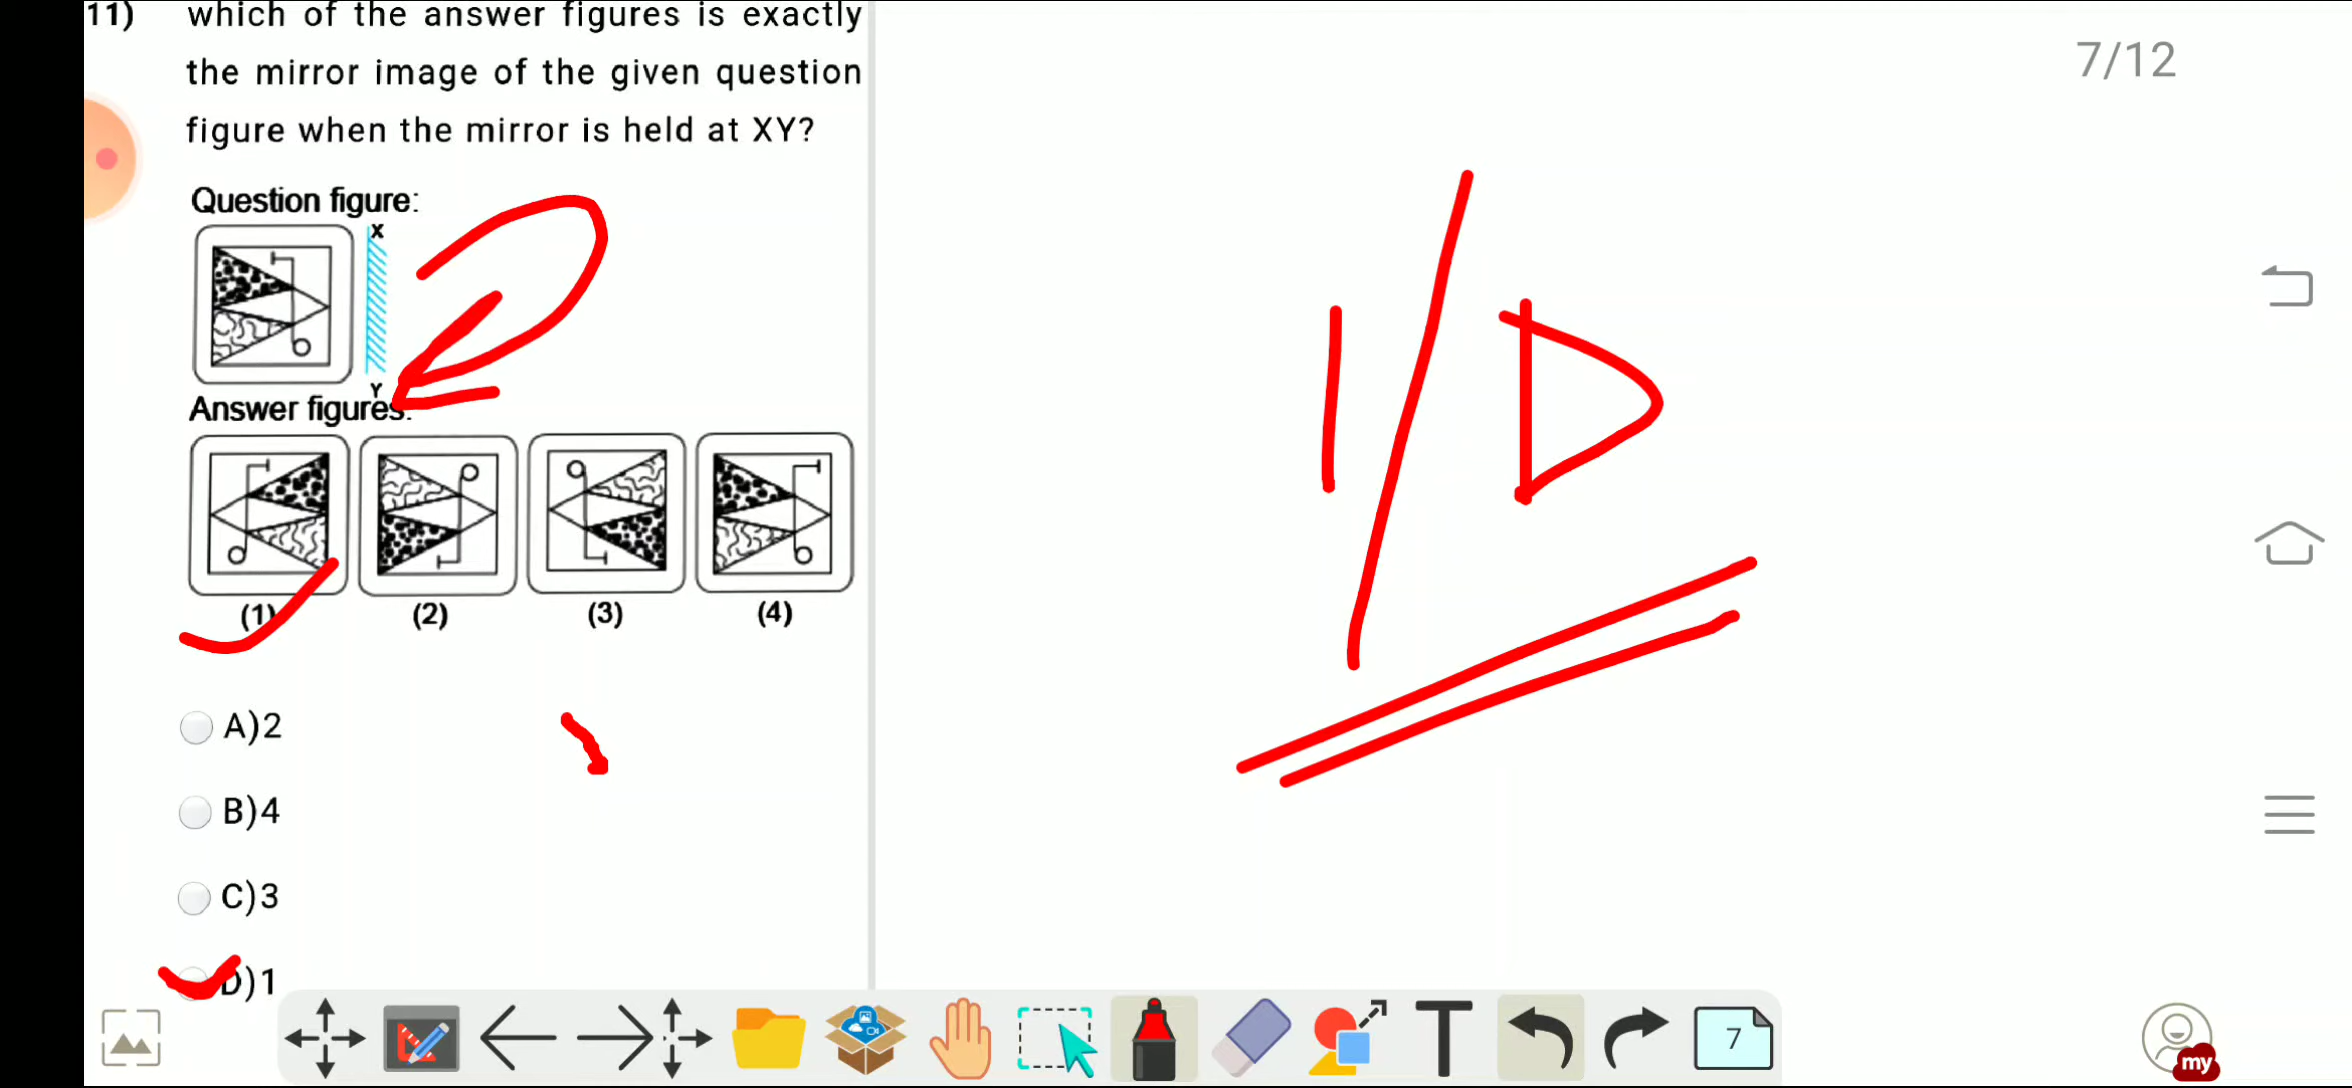 11) which of the answer figures is exactly
the mirror image of the given question
figure when the mirror is held at XY?
Question figure:
X
Y
Answer figures:
(1) (2) (3) (4)
A)2
B)4
C)3
D)1
1/D
7/12
T
7
my